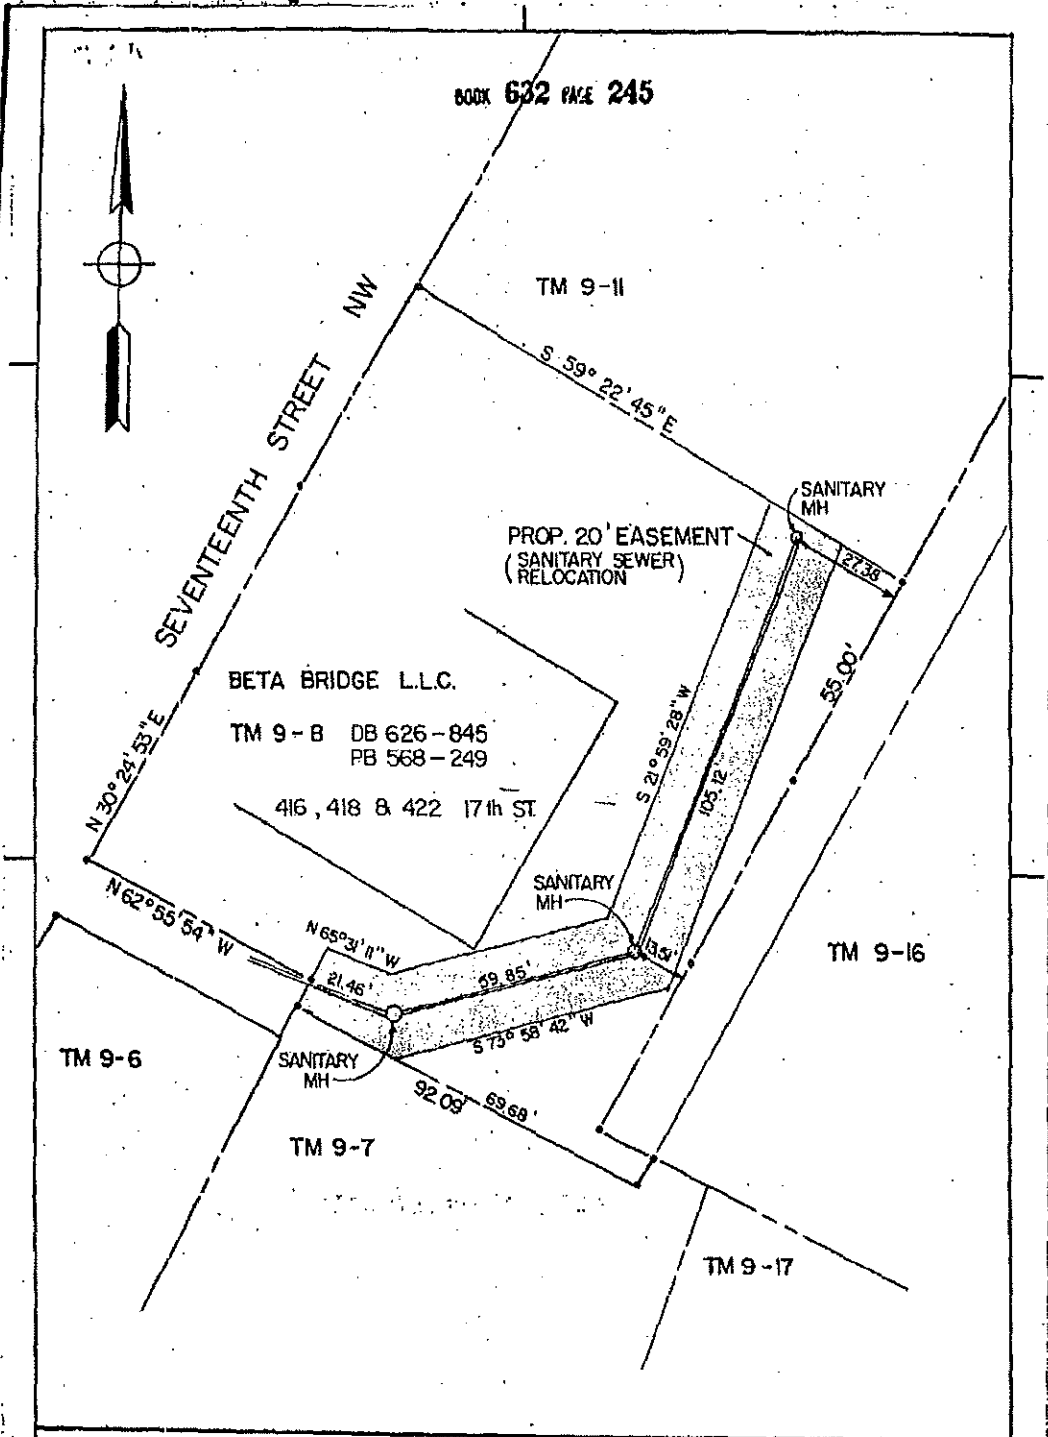 BOOK 632 PAGE 245
TM 9-11
SEVENTEENTH STREET NW
S 59° 22' 45" E
SANITARY
MH
PROP. 20' EASEMENT
(SANITARY SEWER)
RELOCATION
27.38
55.00'
BETA BRIDGE L.L.C.
TM 9-8 DB 626-845
PB 568-249
416, 418 & 422 17th ST.
N 30° 24' 53" E
S 21° 59' 28" W
105.12'
SANITARY
MH
N 62° 55' 54" W
N 65° 31' 11" W
21.46'
59.85'
13.51'
S 73° 58' 42" W
TM 9-16
TM 9-6
SANITARY
MH
92.09'
69.68'
TM 9-7
TM 9-17